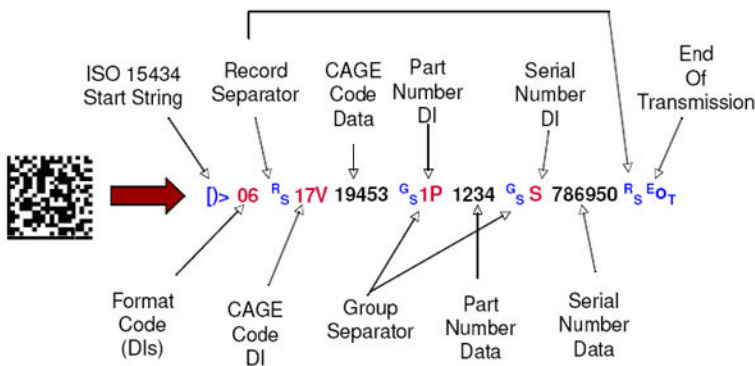 ISO 15434
Start String
Record
Separator
CAGE
Code
Data
Part
Number
DI
Serial
Number
DI
End
Of
Transmission
[)> 06 RS 17V 19453 GS 1P 1234 GS S 786950 RS EOT
Format
Code
(DIs)
CAGE
Code
DI
Group
Separator
Part
Number
Data
Serial
Number
Data